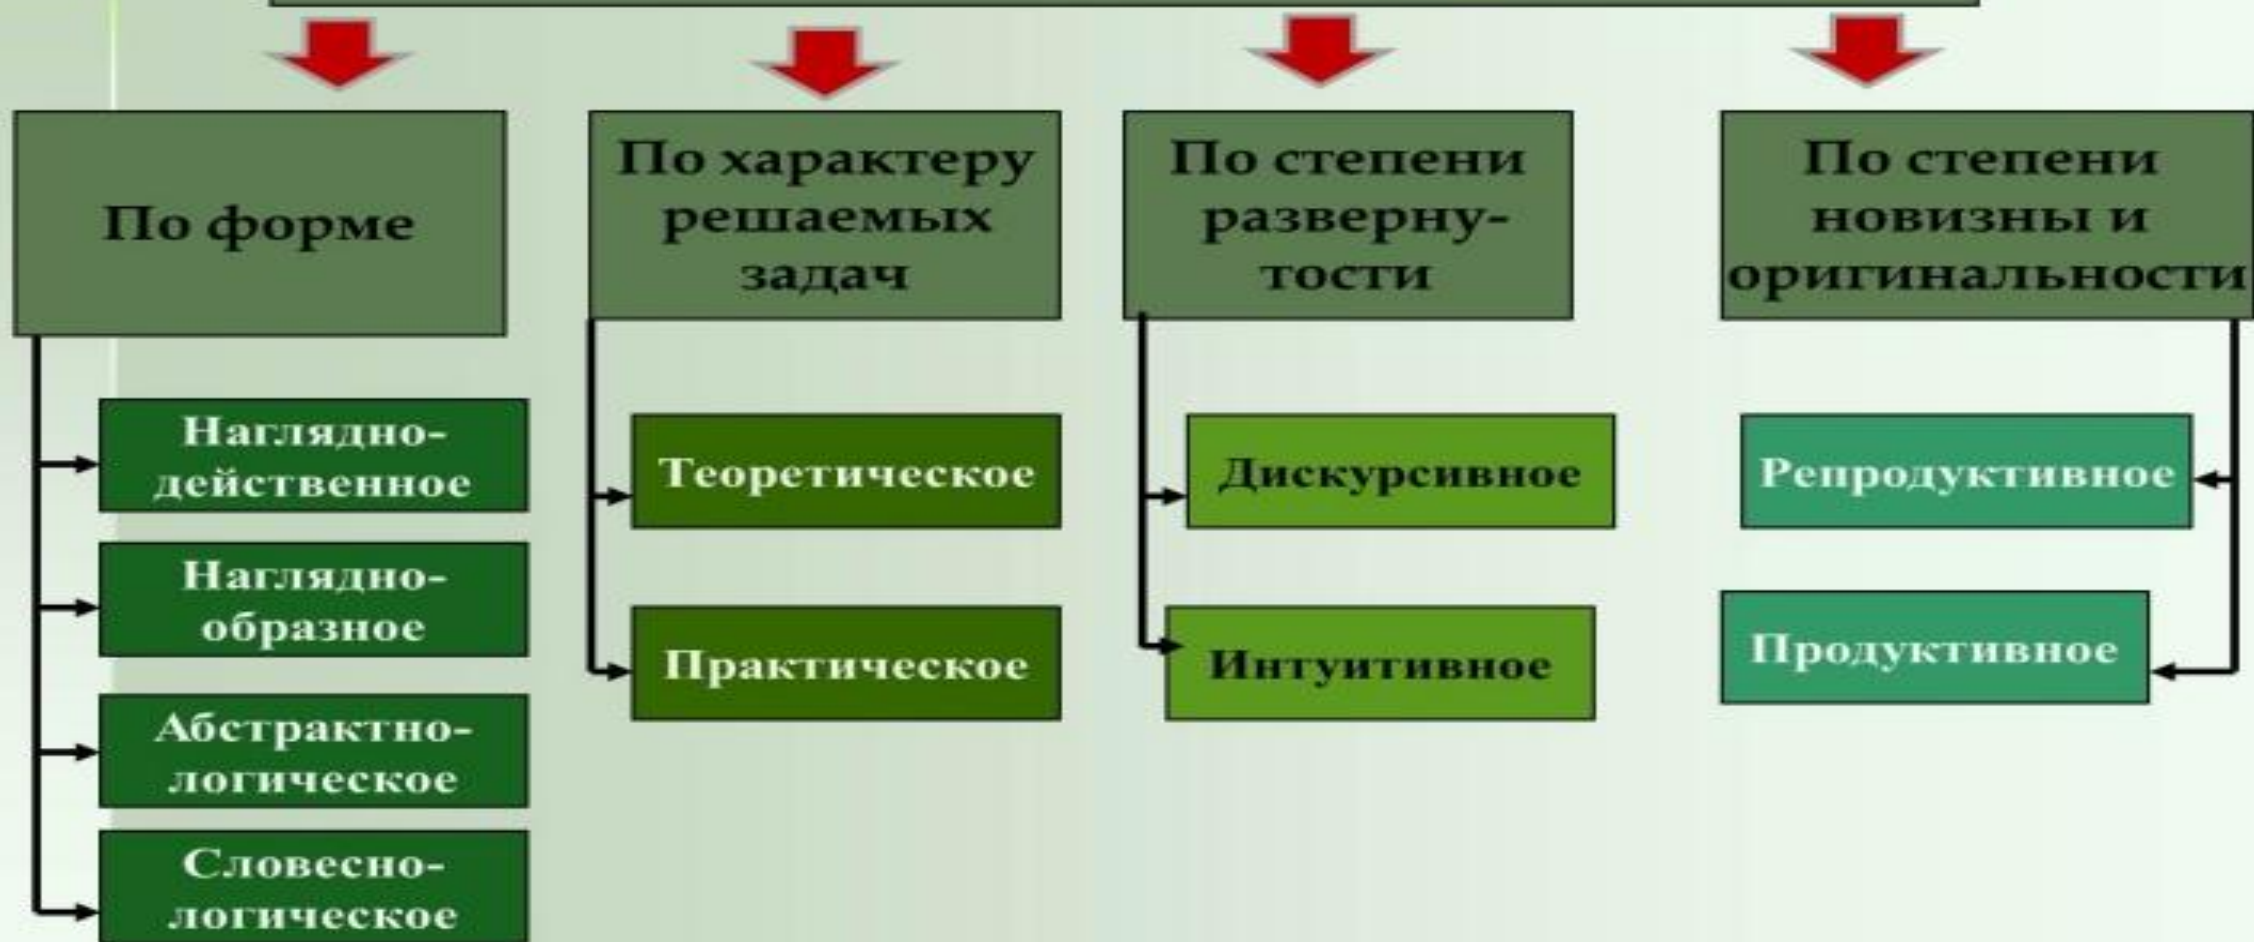 По форме
По характеру
решаемых
задач
По степени
разверну-
тости
По степени
новизны и
оригинальности
Наглядно-
действенное
Наглядно-
образное
Абстрактно-
логическое
Словесно-
логическое
Теоретическое
Практическое
Дискурсивное
Интуитивное
Репродуктивное
Продуктивное